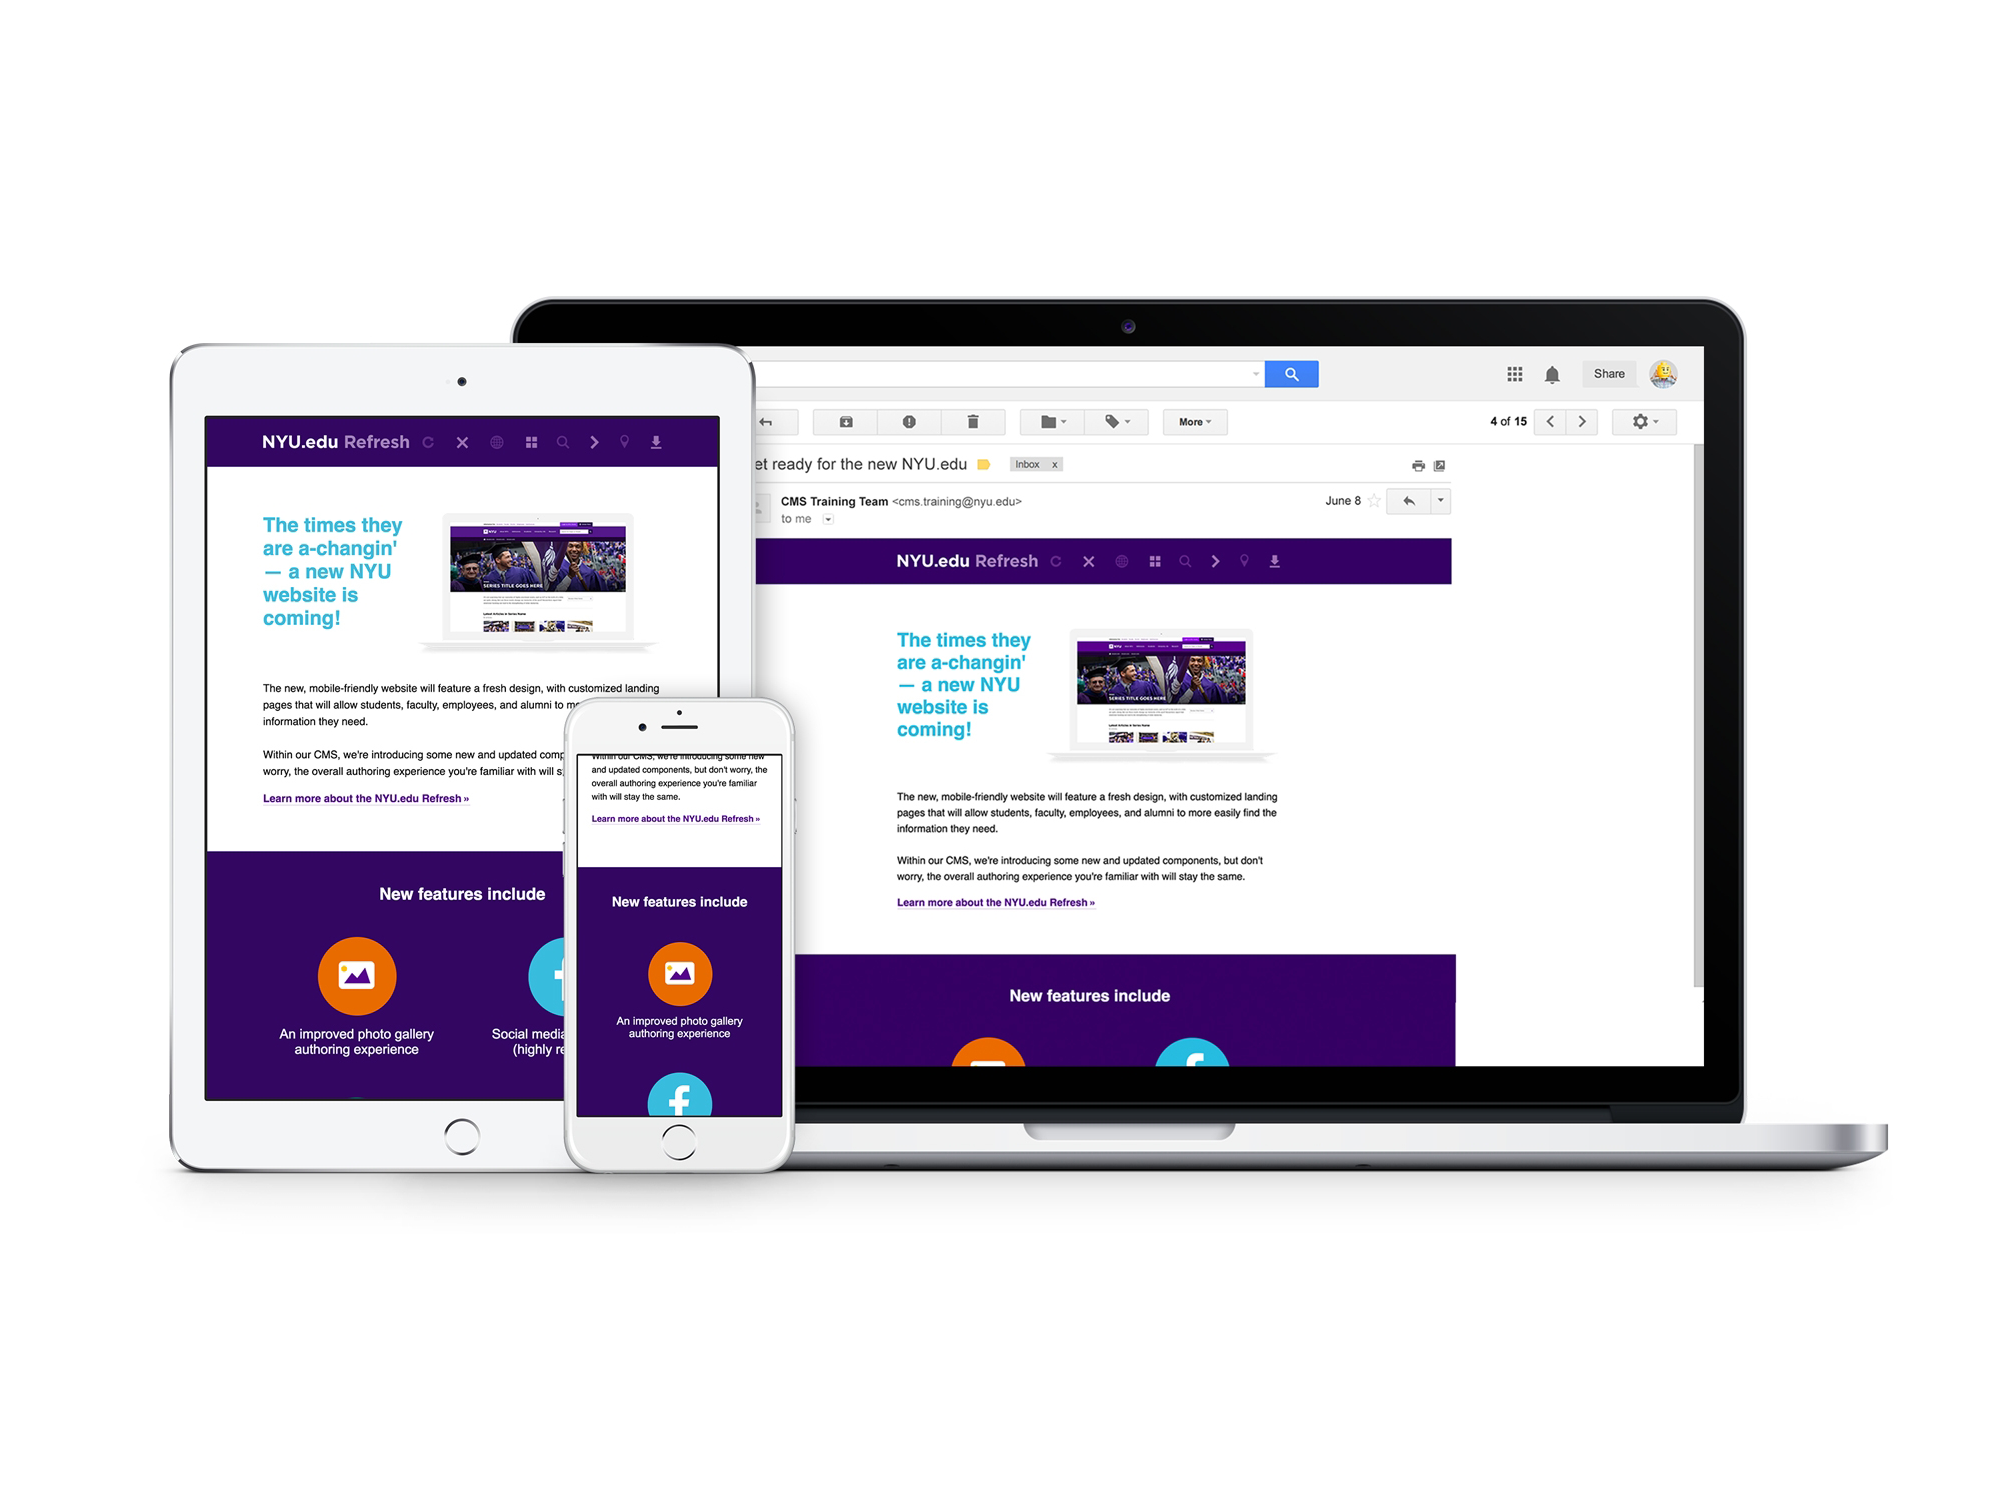 NYU.edu Refresh
The times they
are a-changin'
— a new NYU
website is
coming!
SERIES TITLE GOES HERE
The new, mobile-friendly website will feature a fresh design, with customized landing
pages that will allow students, faculty, employees, and alumni to m
information they need.
Within our CMS, we're introducing some new and updated comp
worry, the overall authoring experience you're familiar with will s
Learn more about the NYU.edu Refresh »
New features include
An improved photo gallery
authoring experience
Social media
(highly re
Within our CMS, we're introducing some new
and updated components, but don't worry, the
overall authoring experience you're familiar
with will stay the same.
Learn more about the NYU.edu Refresh »
New features include
An improved photo gallery
authoring experience
Share
More
4 of 15
et ready for the new NYU.edu
Inbox x
CMS Training Team <cms.training@nyu.edu>
June 8
to me
NYU.edu Refresh
The times they
are a-changin'
— a new NYU
website is
coming!
SERIES TITLE GOES HERE
The new, mobile-friendly website will feature a fresh design, with customized landing
pages that will allow students, faculty, employees, and alumni to more easily find the
information they need.
Within our CMS, we're introducing some new and updated components, but don't
worry, the overall authoring experience you're familiar with will stay the same.
Learn more about the NYU.edu Refresh »
New features include